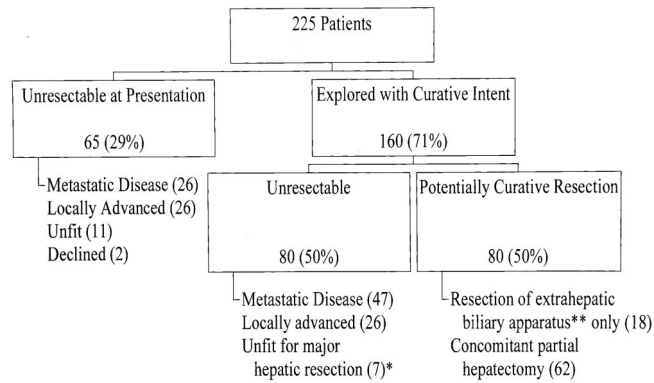 225 Patients
Unresectable at Presentation
65 (29%)
Explored with Curative Intent
160 (71%)
Metastatic Disease (26)
Locally Advanced (26)
Unfit (11)
Declined (2)
Unresectable
80 (50%)
Potentially Curative Resection
80 (50%)
Metastatic Disease (47)
Locally advanced (26)
Unfit for major
hepatic resection (7)*
Resection of extrahepatic
biliary apparatus** only (18)
Concomitant partial
hepatectomy (62)